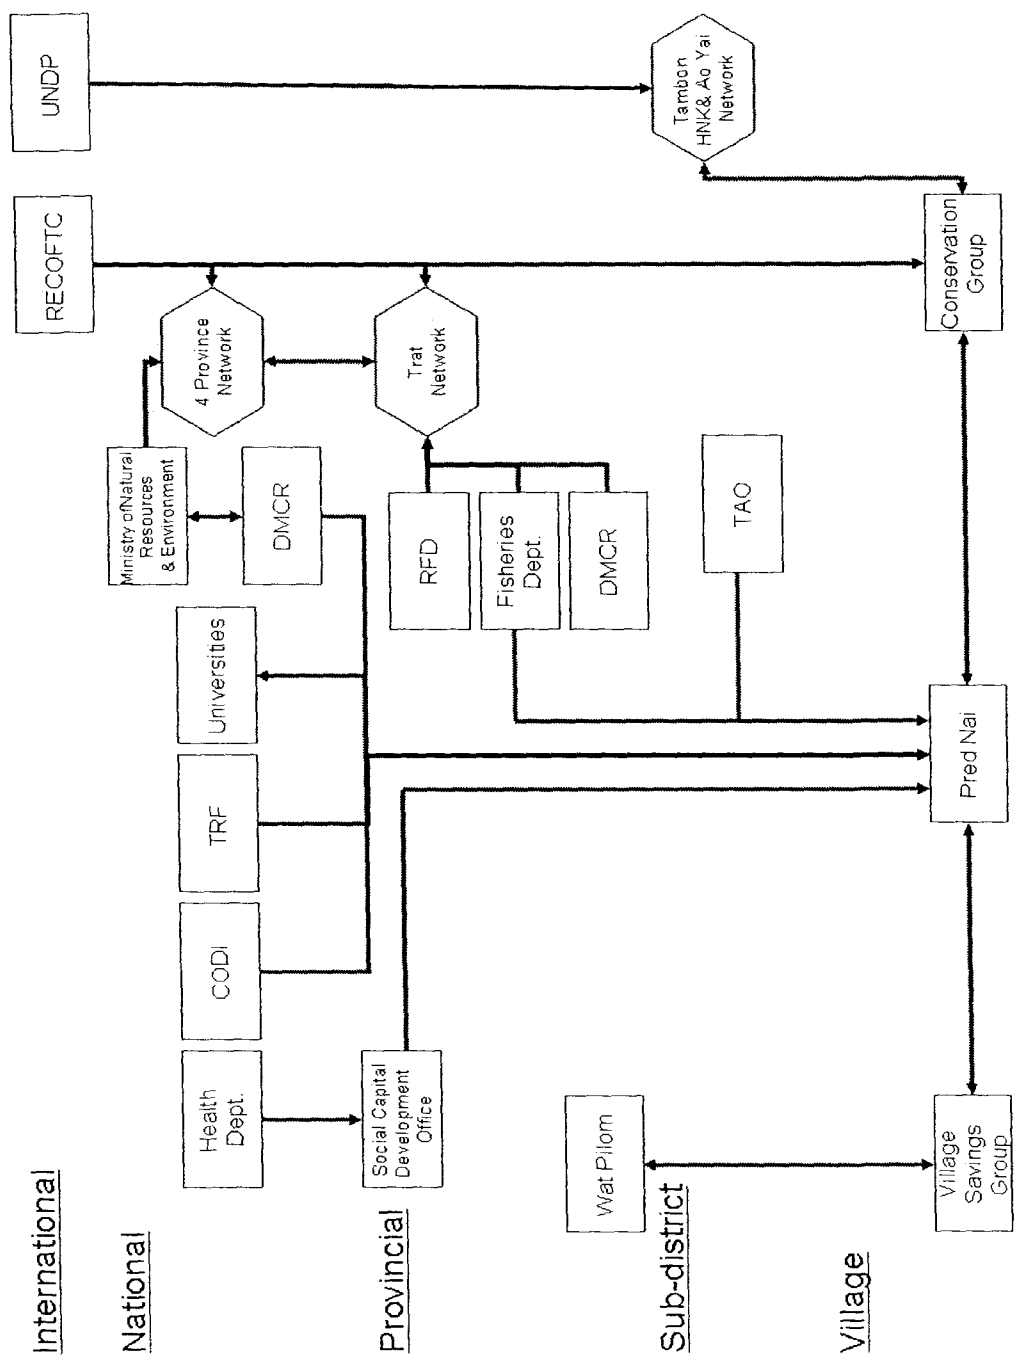 International
UNDP
RECOFTC
National
Ministry of Natural
Resources
& Environment
4 Province
Network
Health
Dept.
CODI
TRF
Universities
DMCR
Provincial
Social Capital
Development
Office
RFD
Trat
Network
Fisheries
Dept.
DMCR
Sub-district
Wat Pilom
TAO
Tambon
HNK& Ao Yai
Network
Village
Village
Savings
Group
Pred Nai
Conservation
Group